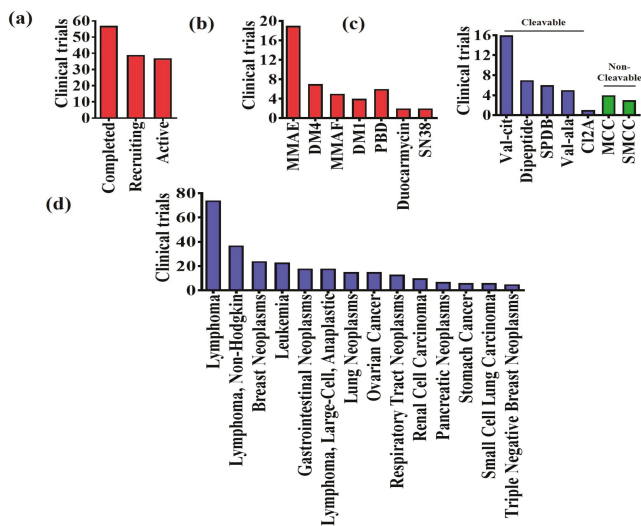 (a)
Clinical trials
60
50
40
30
20
10
0
Completed
Recruiting
Active
(b)
Clinical trials
20
16
12
8
4
0
MMAE
DM4
MMAF
DM1
PBD
Duocarmycin
SN38
(c)
Clinical trials
16
12
8
4
0
Cleavable
Non-
Cleavable
Val-cit
Dipeptide
SPDB
Val-ala
Cl2A
MCC
SMCC
(d)
Clinical trials
80
60
40
20
0
Lymphoma
Lymphoma, Non-Hodgkin
Breast Neoplasms
Leukemia
Gastrointestinal Neoplasms
Lymphoma, Large-Cell, Anaplastic
Lung Neoplasms
Ovarian Cancer
Respiratory Tract Neoplasms
Renal Cell Carcinoma
Pancreatic Neoplasms
Stomach Cancer
Small Cell Lung Carcinoma
Triple Negative Breast Neoplasms